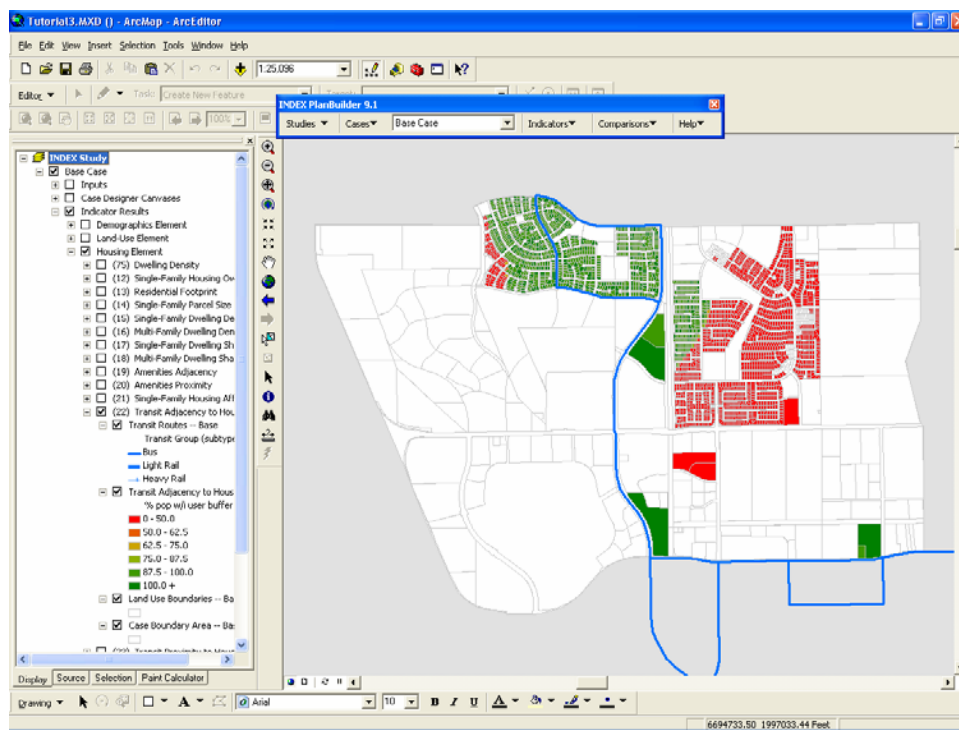 Tutorial3.MXD () - ArcMap - ArcEditor
File Edit View Insert Selection Tools Window Help
1:25,096
Editor Task: Create New Feature
100%
INDEX PlanBuilder 9.1
Studies Cases Base Case Indicators Comparisons Help
INDEX Study
Base Case
Inputs
Case Designer Canvases
Indicator Results
Demographics Element
Land-Use Element
Housing Element
(75) Dwelling Density
(12) Single-Family Housing Ow
(13) Residential Footprint
(14) Single-Family Parcel Size
(15) Single-Family Dwelling De
(16) Multi-Family Dwelling Den
(17) Single-Family Dwelling Sh
(18) Multi-Family Dwelling Sha
(19) Amenities Adjacency
(20) Amenities Proximity
(21) Single-Family Housing Aff
(22) Transit Adjacency to Hou
Transit Routes -- Base
Transit Group (subtype
Bus
Light Rail
Heavy Rail
Transit Adjacency to Hous
% pop w/i user buffer
0 - 50.0
50.0 - 62.5
62.5 - 75.0
75.0 - 87.5
87.5 - 100.0
100.0 +
Land Use Boundaries -- Ba
Case Boundary Area -- Ba
Display Source Selection Paint Calculator
Drawing A Arial 10 B I U A
6694733.50 1997033.44 Feet